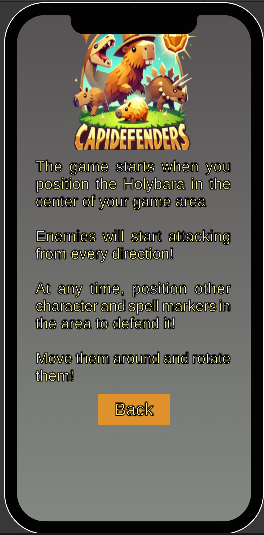 CAPIDEFENDERS
The game starts when you
position the Holybara in the
center of your game area
Enemies will start attacking
from every direction!
At any time, position other
character and spell markers in
the area to defend it!
Move them around and rotate
them!
Back